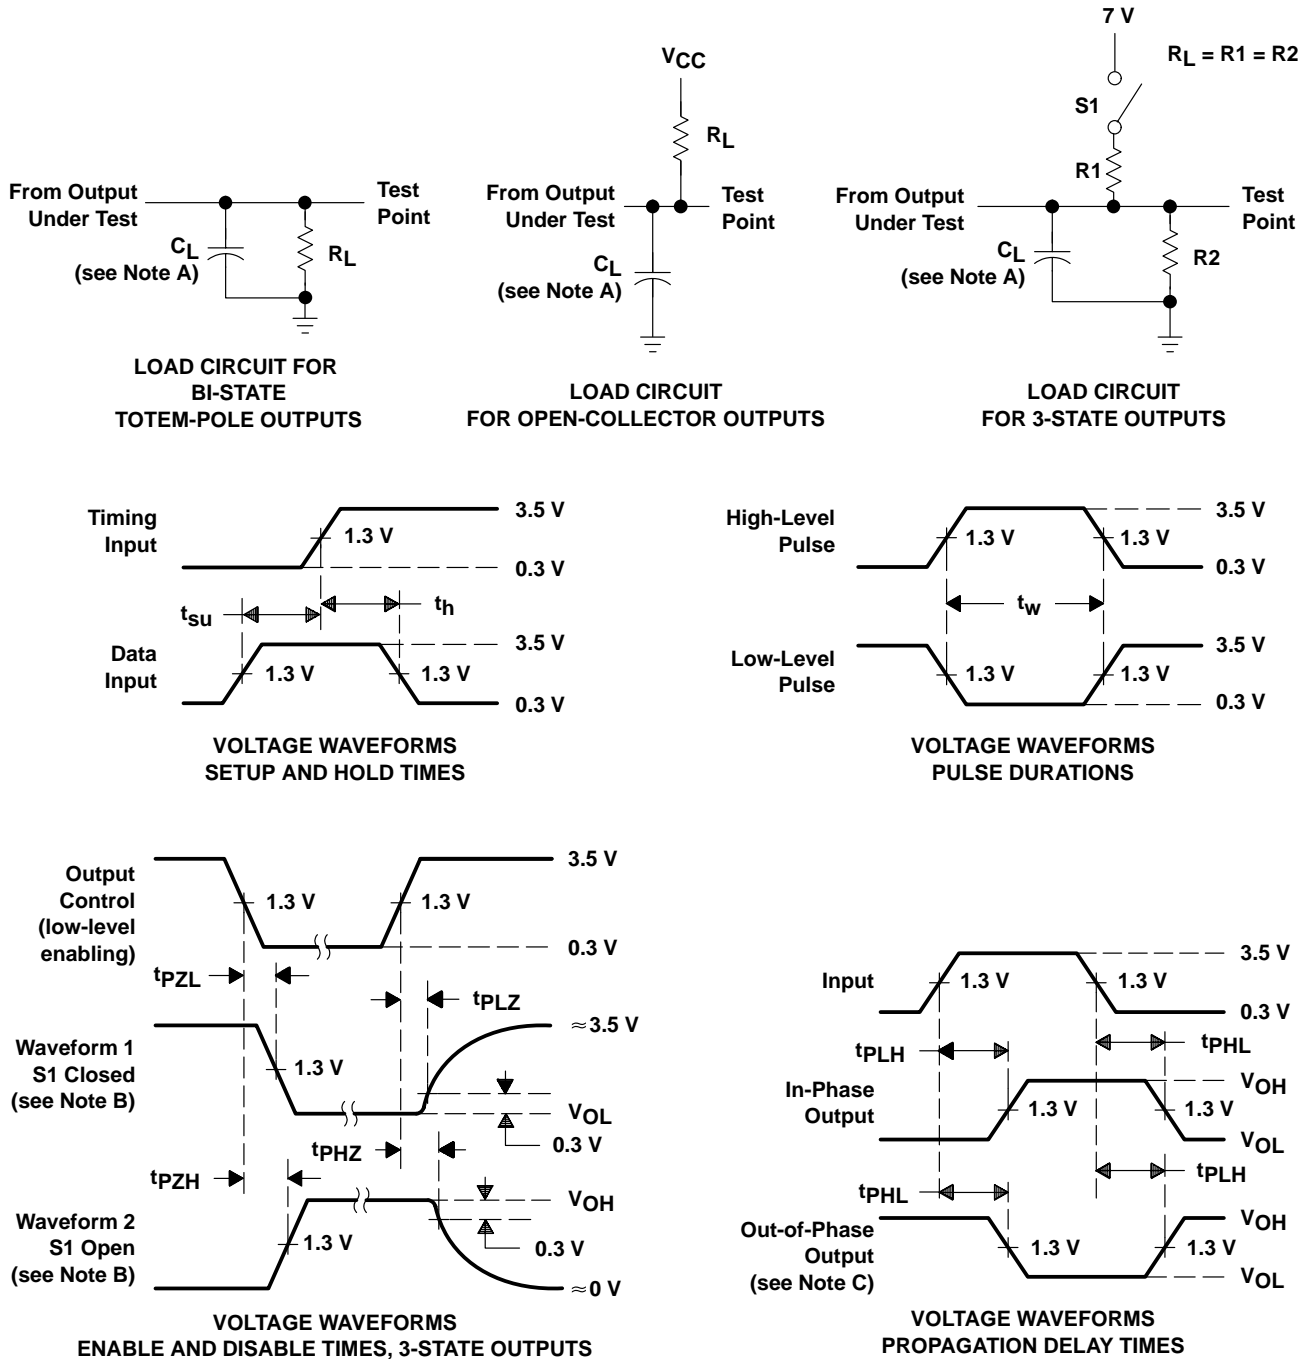 From Output
Under Test
Test
Point
CL
(see Note A)
RL
LOAD CIRCUIT FOR
BI-STATE
TOTEM-POLE OUTPUTS
VCC
RL
From Output
Under Test
Test
Point
CL
(see Note A)
LOAD CIRCUIT
FOR OPEN-COLLECTOR OUTPUTS
7 V
RL = R1 = R2
S1
R1
From Output
Under Test
Test
Point
CL
(see Note A)
R2
LOAD CIRCUIT
FOR 3-STATE OUTPUTS
Timing
Input
1.3 V
3.5 V
0.3 V
tsu
th
Data
Input
1.3 V
1.3 V
3.5 V
0.3 V
VOLTAGE WAVEFORMS
SETUP AND HOLD TIMES
High-Level
Pulse
1.3 V
1.3 V
3.5 V
0.3 V
tw
Low-Level
Pulse
1.3 V
1.3 V
3.5 V
0.3 V
VOLTAGE WAVEFORMS
PULSE DURATIONS
Output
Control
(low-level
enabling)
1.3 V
1.3 V
3.5 V
0.3 V
tPZL
tPLZ
Waveform 1
S1 Closed
(see Note B)
1.3 V
≈3.5 V
VOL
0.3 V
tPZH
tPHZ
Waveform 2
S1 Open
(see Note B)
1.3 V
VOH
0.3 V
≈0 V
VOLTAGE WAVEFORMS
ENABLE AND DISABLE TIMES, 3-STATE OUTPUTS
Input
1.3 V
1.3 V
3.5 V
0.3 V
tPLH
tPHL
In-Phase
Output
1.3 V
1.3 V
VOH
VOL
tPHL
tPLH
Out-of-Phase
Output
(see Note C)
1.3 V
1.3 V
VOH
VOL
VOLTAGE WAVEFORMS
PROPAGATION DELAY TIMES